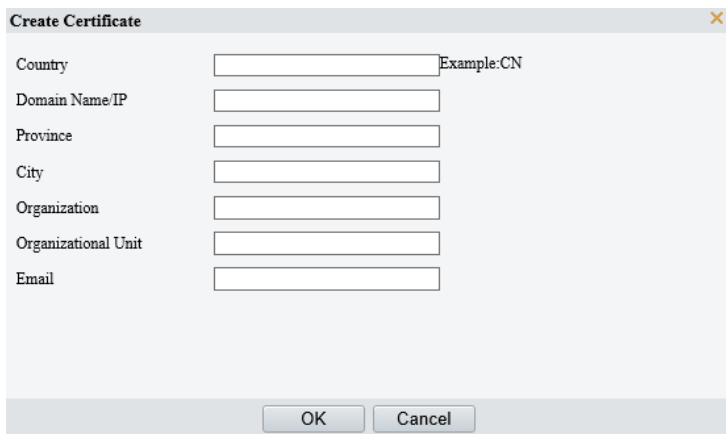 Create Certificate
Country Example:CN
Domain Name/IP
Province
City
Organization
Organizational Unit
Email
OK Cancel